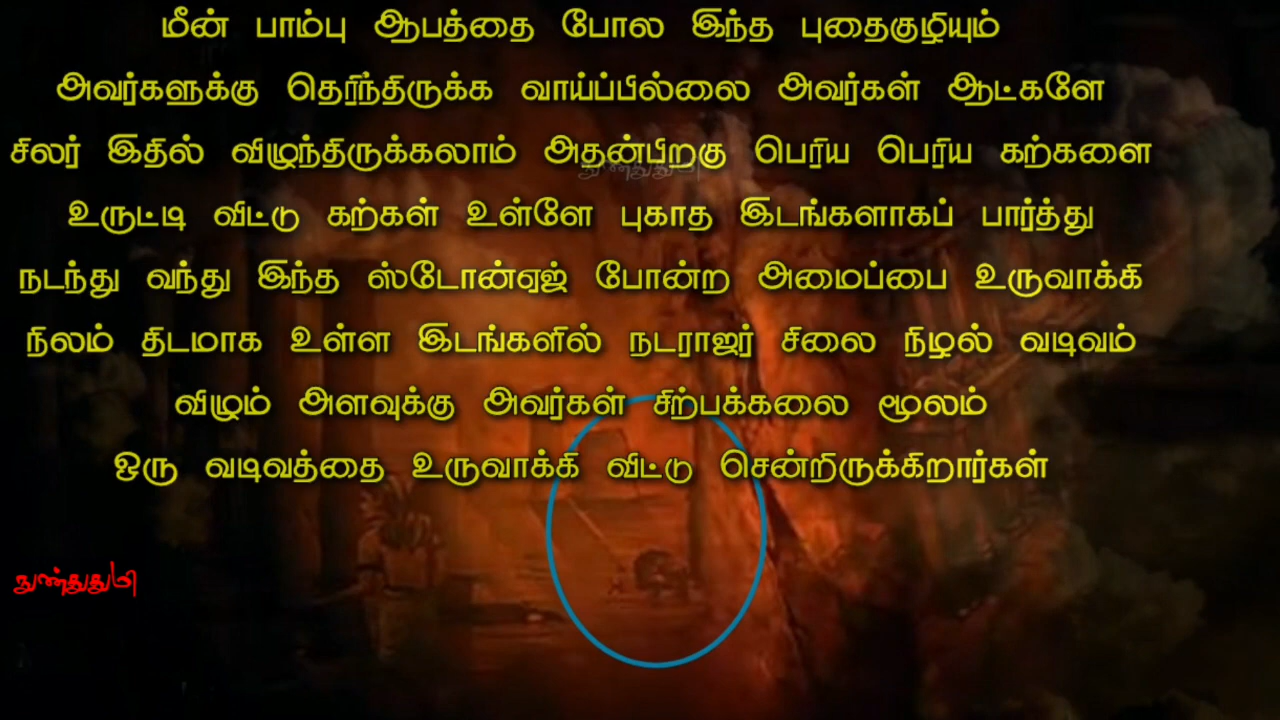 மீன் பாம்பு ஆபத்தை போல இந்த புதைகுழியும்
அவர்களுக்கு தெரிந்திருக்க வாய்ப்பில்லை அவர்கள் ஆட்களே
சிலர் இதில் விழுந்திருக்கலாம் அதன்பிறகு பெரிய பெரிய கற்களை
உருட்டி விட்டு கற்கள் உள்ளே புகாத இடங்களாகப் பார்த்து
நடந்து வந்து இந்த ஸ்டோன்ஏஜ் போன்ற அமைப்பை உருவாக்கி
நிலம் திடமாக உள்ள இடங்களில் நடராஜர் சிலை நிழல் வடிவம்
விழும் அளவுக்கு அவர்கள் சிற்பக்கலை மூலம்
ஒரு வடிவத்தை உருவாக்கி விட்டு சென்றிருக்கிறார்கள்
நுண்துதுமி